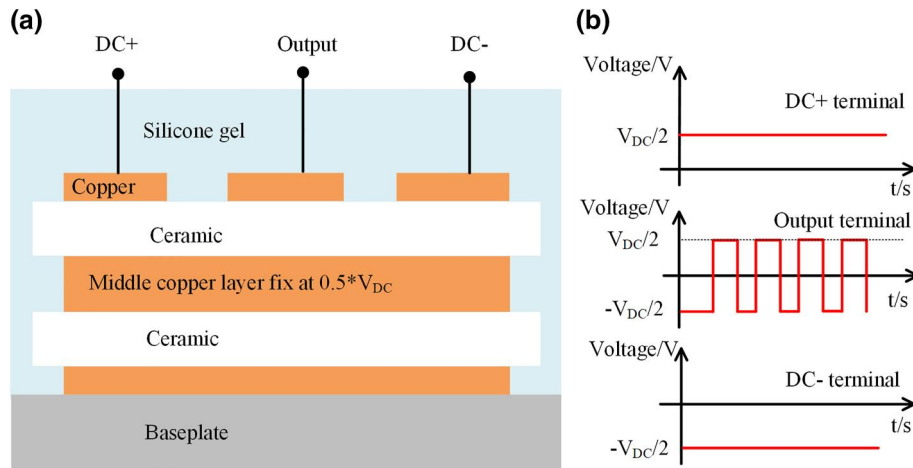 (a)
DC+
Output
DC-
Silicone gel
Copper
Ceramic
Middle copper layer fix at 0.5*VDC
Ceramic
Baseplate
(b)
Voltage/V
DC+ terminal
VDC/2
t/s
Voltage/V
Output terminal
VDC/2
t/s
-VDC/2
Voltage/V
DC- terminal
t/s
-VDC/2